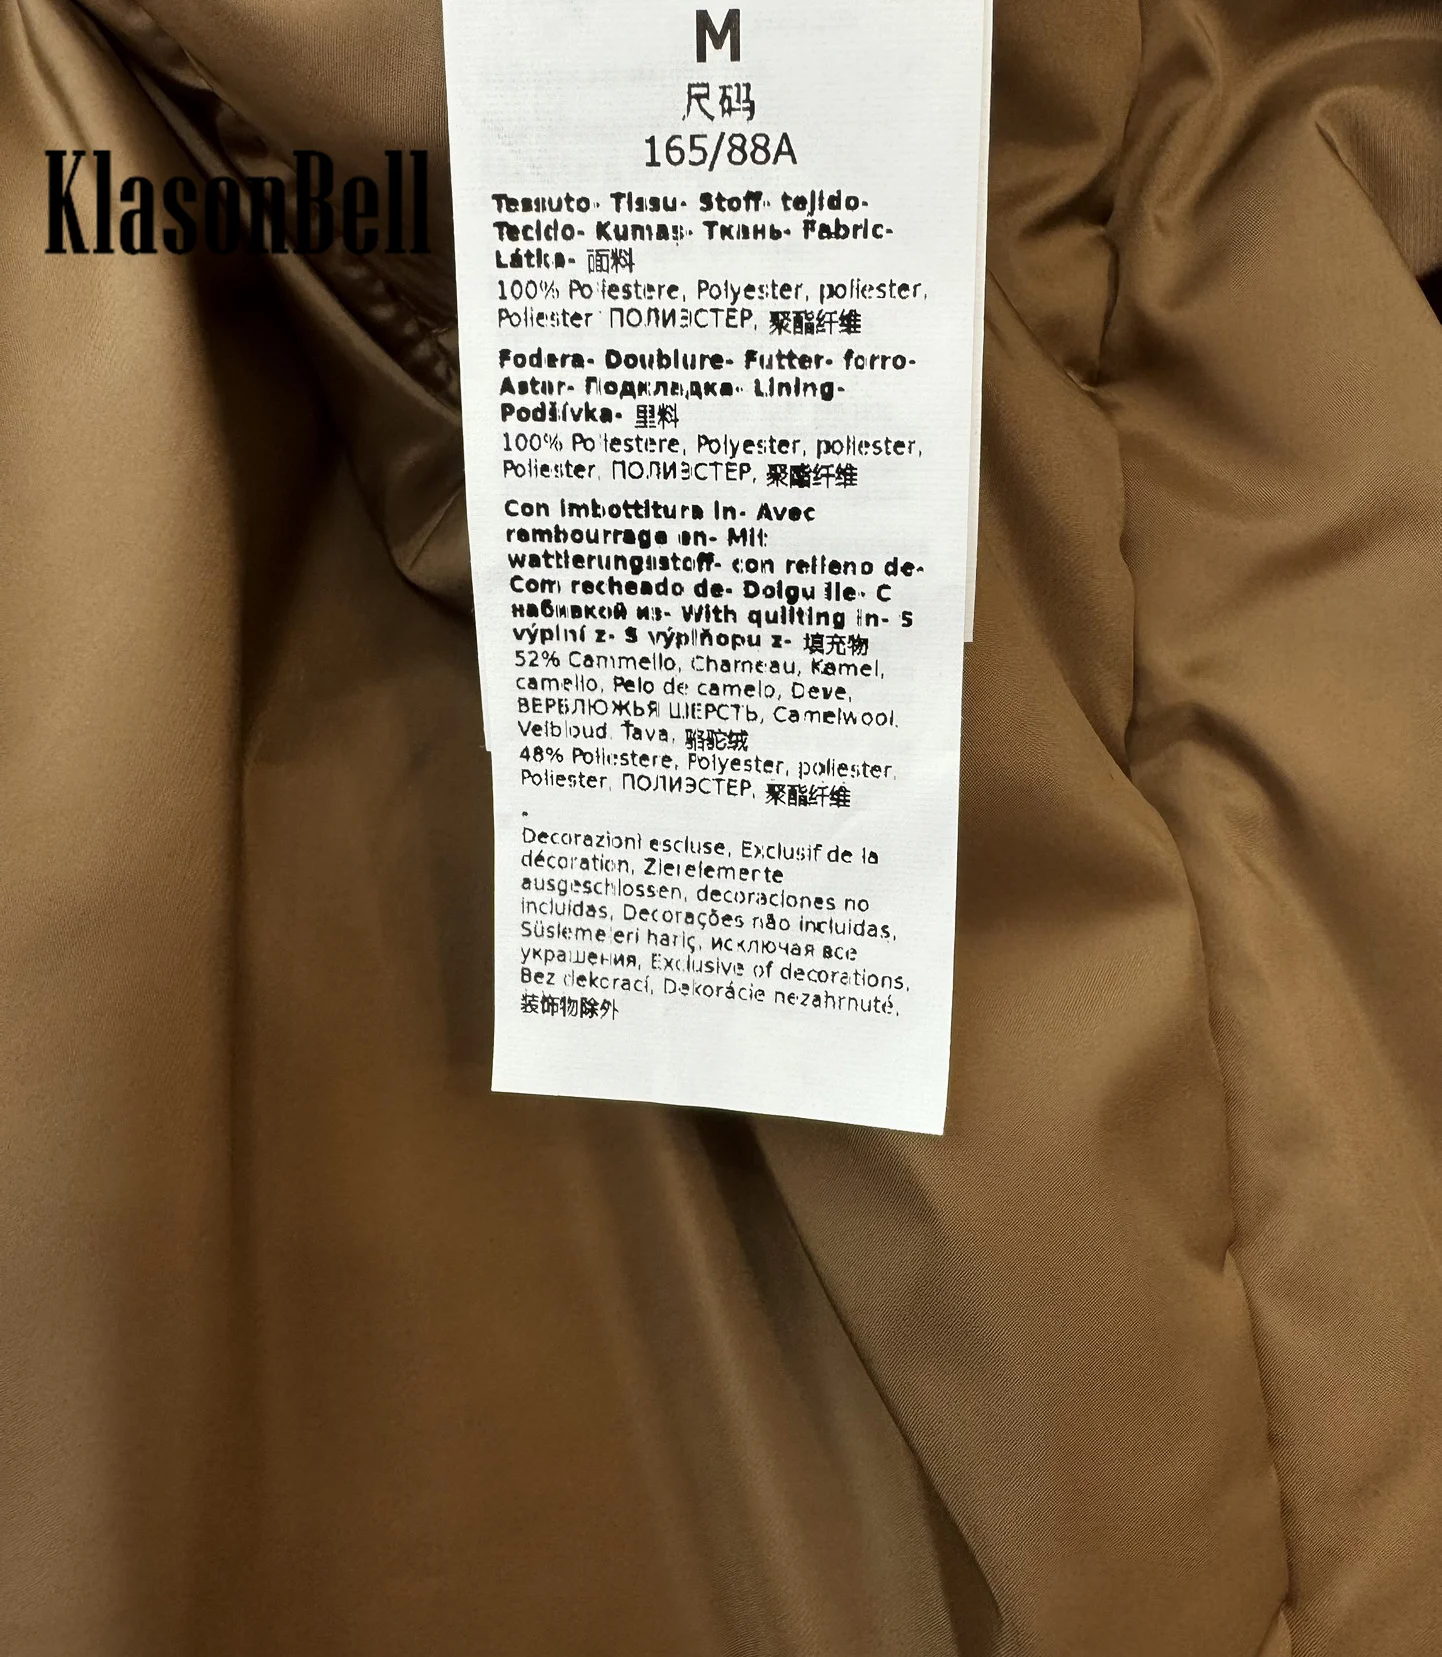 KlasonBell
M
尺码
165/88A
Tessuto- Tissu- Stoff- tejido-
Tecido- Kumaş- Ткань- Fabric-
Látka- 面料
100% Poliestere, Polyester, poliester,
Poliester ПОЛИЭСТЕР, 聚酯纤维
Fodera- Doublure- Futter- forro-
Astar- Подкладка- Lining-
Podšívka- 里料
100% Poliestere, Polyester, poliester,
Poliester, ПОЛИЭСТЕР, 聚酯纤维
Con imbottitura in- Avec
rembourrage en- Mit
wattierungsstoff- con relleno de-
Com recheado de- Dolgu ile- С
набивкой из- With quilting in- S
výplní z- S výplňopu z- 填充物
52% Cammello, Chameau, Kamel,
camello, Pelo de camelo, Deve,
ВЕРБЛЮЖЬЯ ШЕРСТЬ, Camelwool,
Velbloud, Ťava, 骆驼绒
48% Poliestere, Polyester, poliester,
Poliester, ПОЛИЭСТЕР, 聚酯纤维
-
Decorazioni escluse, Exclusif de la
décoration, Zierelemente
ausgeschlossen, decoraciones no
incluidas, Decorações não incluidas,
Süslemeleri hariç, исключая все
украшения, Exclusive of decorations,
Bez dekorací, Dekorácie nezahrnuté,
装饰物除外